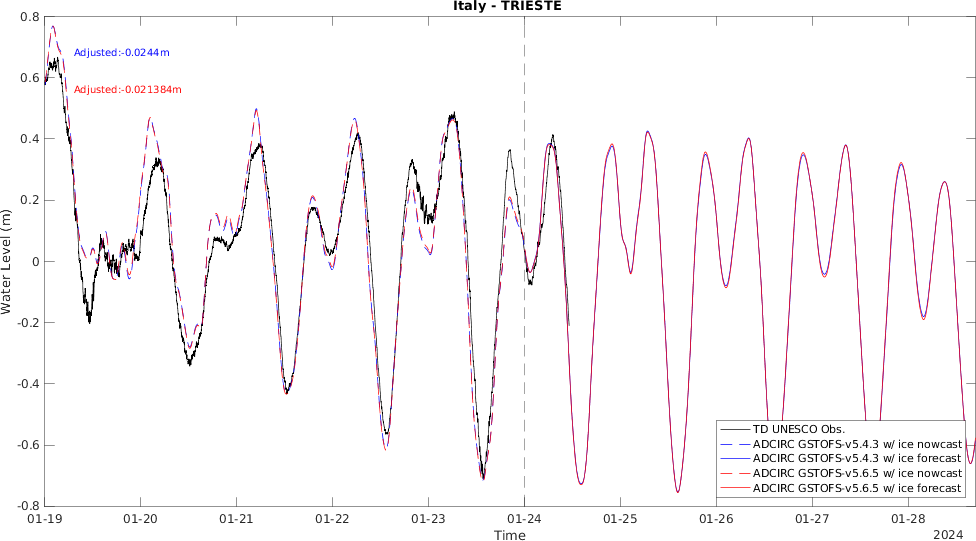 Italy - TRIESTE
Adjusted:-0.0244m
Adjusted:-0.021384m
Water Level (m)
0.8
0.6
0.4
0.2
0
-0.2
-0.4
-0.6
-0.8
TD UNESCO Obs.
ADCIRC GSTOFS-v5.4.3 w/ ice nowcast
ADCIRC GSTOFS-v5.4.3 w/ ice forecast
ADCIRC GSTOFS-v5.6.5 w/ ice nowcast
ADCIRC GSTOFS-v5.6.5 w/ ice forecast
01-19 01-20 01-21 01-22 01-23 01-24 01-25 01-26 01-27 01-28
Time
2024